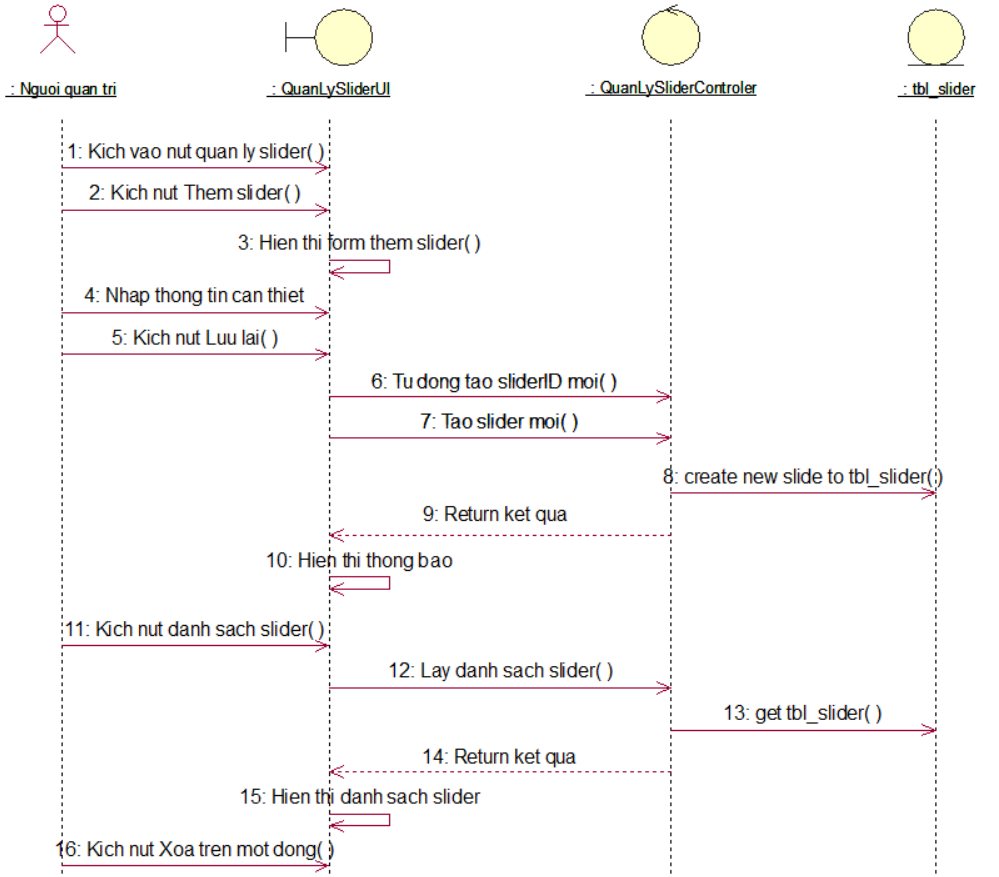 : Nguoi quan tri
: QuanLySliderUI
: QuanLySliderControler
: tbl_slider
1: Kich vao nut quan ly slider( )
2: Kich nut Them slider( )
3: Hien thi form them slider( )
4: Nhap thong tin can thiet
5: Kich nut Luu lai( )
6: Tu dong tao sliderID moi( )
7: Tao slider moi( )
8: create new slide to tbl_slider( )
9: Return ket qua
10: Hien thi thong bao
11: Kich nut danh sach slider( )
12: Lay danh sach slider( )
13: get tbl_slider( )
14: Return ket qua
15: Hien thi danh sach slider
16: Kich nut Xoa tren mot dong( )